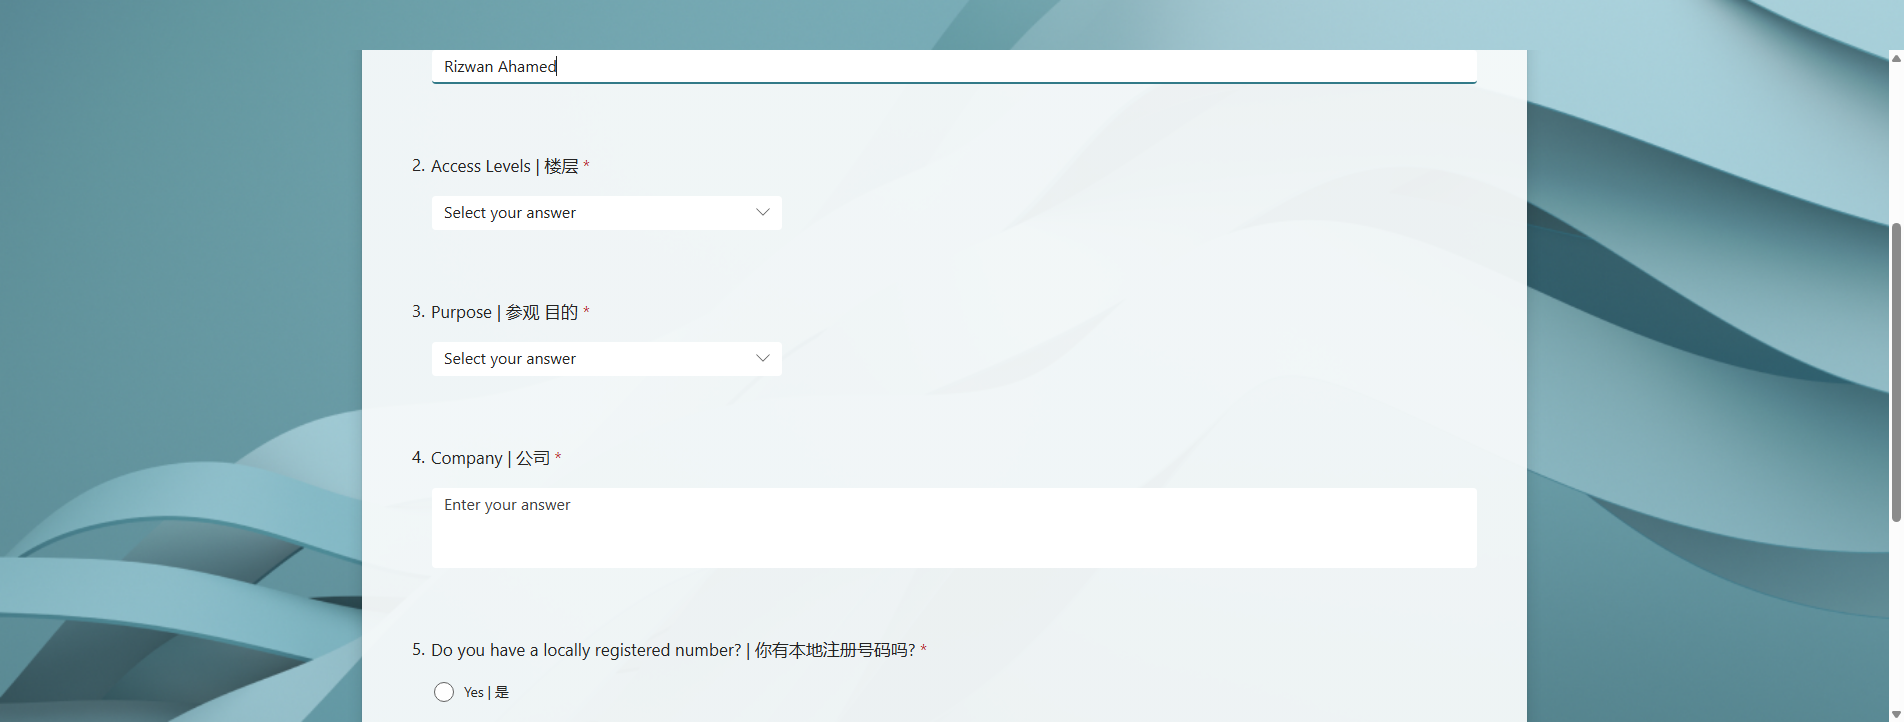 Rizwan Ahamed
2. Access Levels | 楼层 *
Select your answer
3. Purpose | 参观 目的 *
Select your answer
4. Company | 公司 *
Enter your answer
5. Do you have a locally registered number? | 你有本地注册号码吗? *
Yes | 是